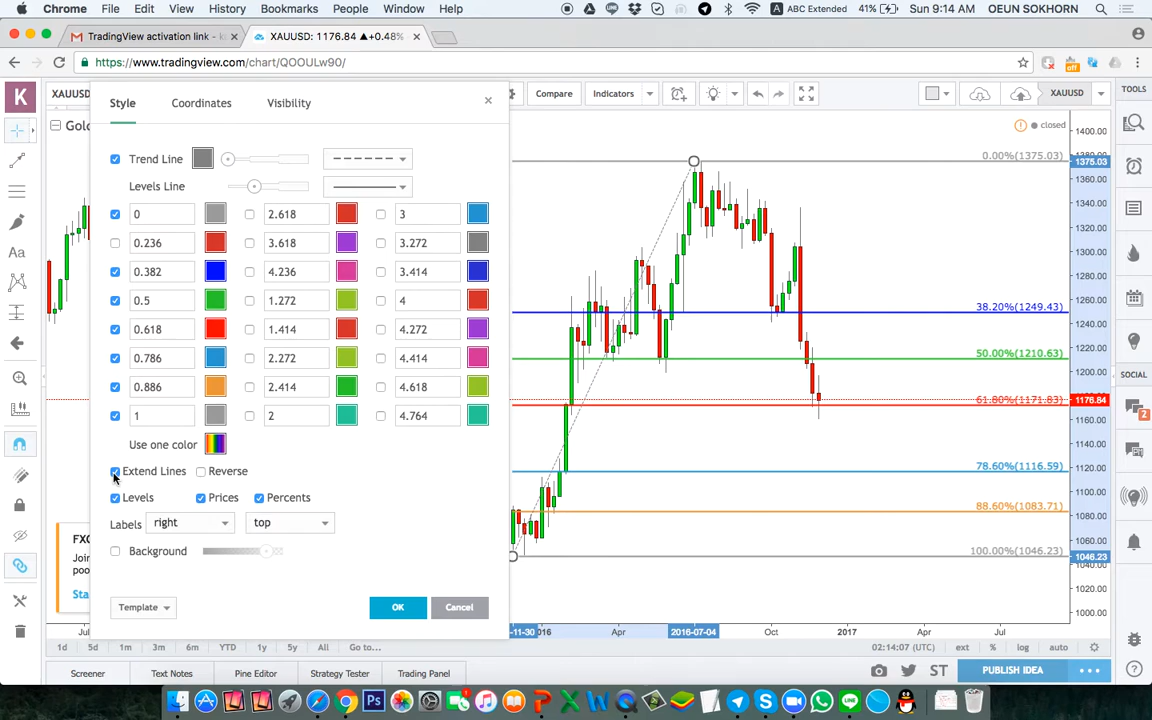 Chrome File Edit View History Bookmarks People Window Help ABC Extended 41% Sun 9:14 AM OEUN SOKHORN
TradingView activation link - XAUUSD: 1176.84 ▲+0.48%
https://www.tradingview.com/chart/QOOULw90/
K XAUUSD Compare Indicators XAUUSD TOOLS
Style Coordinates Visibility
Gold
closed
1400.00
0.00%(1375.03)
1375.03
Trend Line
1360.00
Levels Line
1340.00
0 2.618 3
1320.00
0.236 3.618 3.272
1300.00
Aa
0.382 4.236 3.414
1280.00
0.5 1.272 4
1260.00
38.20%(1249.43)
1240.00
0.618 1.414 4.272
1220.00
50.00%(1210.63)
0.786 2.272 4.414
SOCIAL
0.886 2.414 4.618
61.80%(1171.83)
1176.84
2
1 2 4.764
1160.00
1140.00
Use one color
1120.00
78.60%(1116.59)
Extend Lines Reverse
1100.00
Levels Prices Percents
88.60%(1083.71)
1080.00
Labels right top
1060.00
Background
100.00%(1046.23)
1046.23
1020.00
1000.00
Template OK Cancel
Jul -11-30 016 Apr 2016-07-04 Oct 2017 Apr Jul
1d 5d 1m 3m 6m YTD 1y 5y All Go to... 02:14:07 (UTC) ext % log auto
Screener Text Notes Pine Editor Strategy Tester Trading Panel ST PUBLISH IDEA